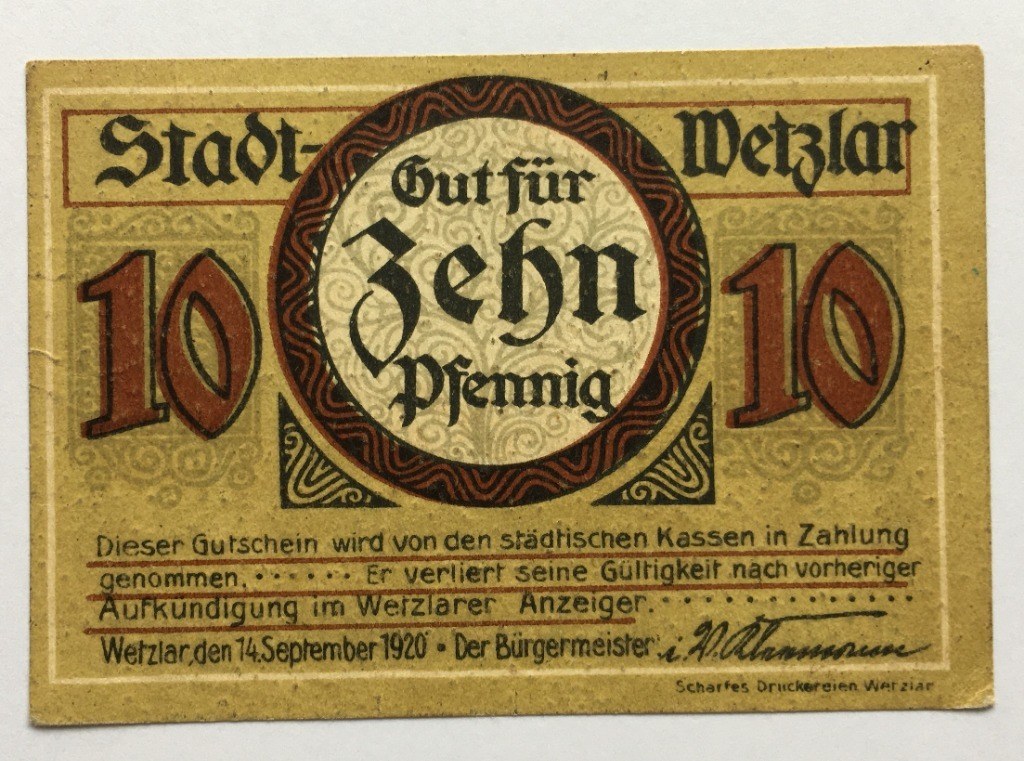 Stadt- Wetzlar
Gut für
10 Zehn 10
Pfennig
Dieser Gutschein wird von den städtischen Kassen in Zahlung
genommen. · · · · · · Er verliert seine Gültigkeit nach vorheriger
Aufkündigung im Wetzlarer Anzeiger. · · · · · · · · · · · · · ·
Wetzlar, den 14. September 1920 · Der Bürgermeister: i. V.
Scharfes Druckereien Wetzlar